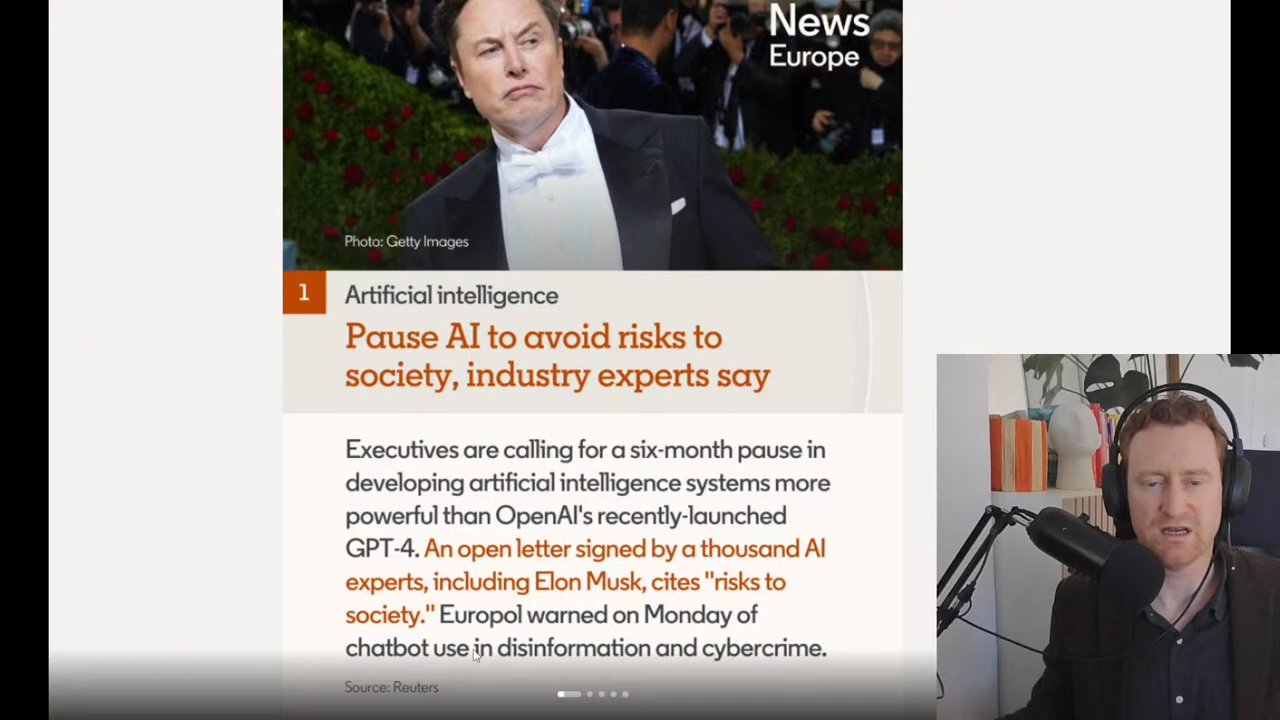 News
Europe
Photo: Getty Images
1
Artificial intelligence
Pause AI to avoid risks to
society, industry experts say
Executives are calling for a six-month pause in
developing artificial intelligence systems more
powerful than OpenAI's recently-launched
GPT-4. An open letter signed by a thousand AI
experts, including Elon Musk, cites "risks to
society." Europol warned on Monday of
chatbot use in disinformation and cybercrime.
Source: Reuters